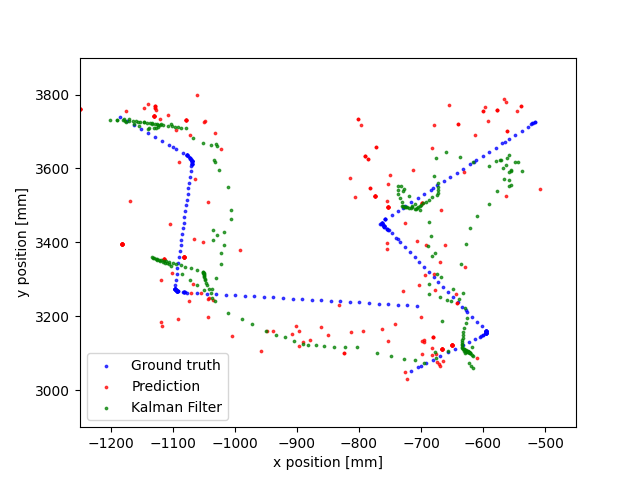 3800
3600
3400
3200
3000
y position [mm]
Ground truth
Prediction
Kalman Filter
−1200 −1100 −1000 −900 −800 −700 −600 −500
x position [mm]